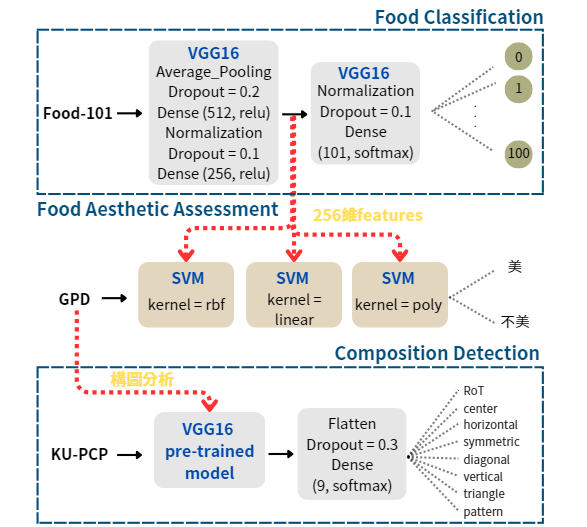 Food Classification
VGG16
Average_Pooling
Dropout = 0.2
Dense (512, relu)
Normalization
Dropout = 0.1
Dense (256, relu)
Food-101
VGG16
Normalization
Dropout = 0.1
Dense
(101, softmax)
0
1
100
Food Aesthetic Assessment
256維features
GPD
SVM
kernel = rbf
SVM
kernel =
linear
SVM
kernel = poly
美
不美
Composition Detection
構圖分析
KU-PCP
VGG16
pre-trained
model
Flatten
Dropout = 0.3
Dense
(9, softmax)
RoT
center
horizontal
symmetric
diagonal
vertical
triangle
pattern